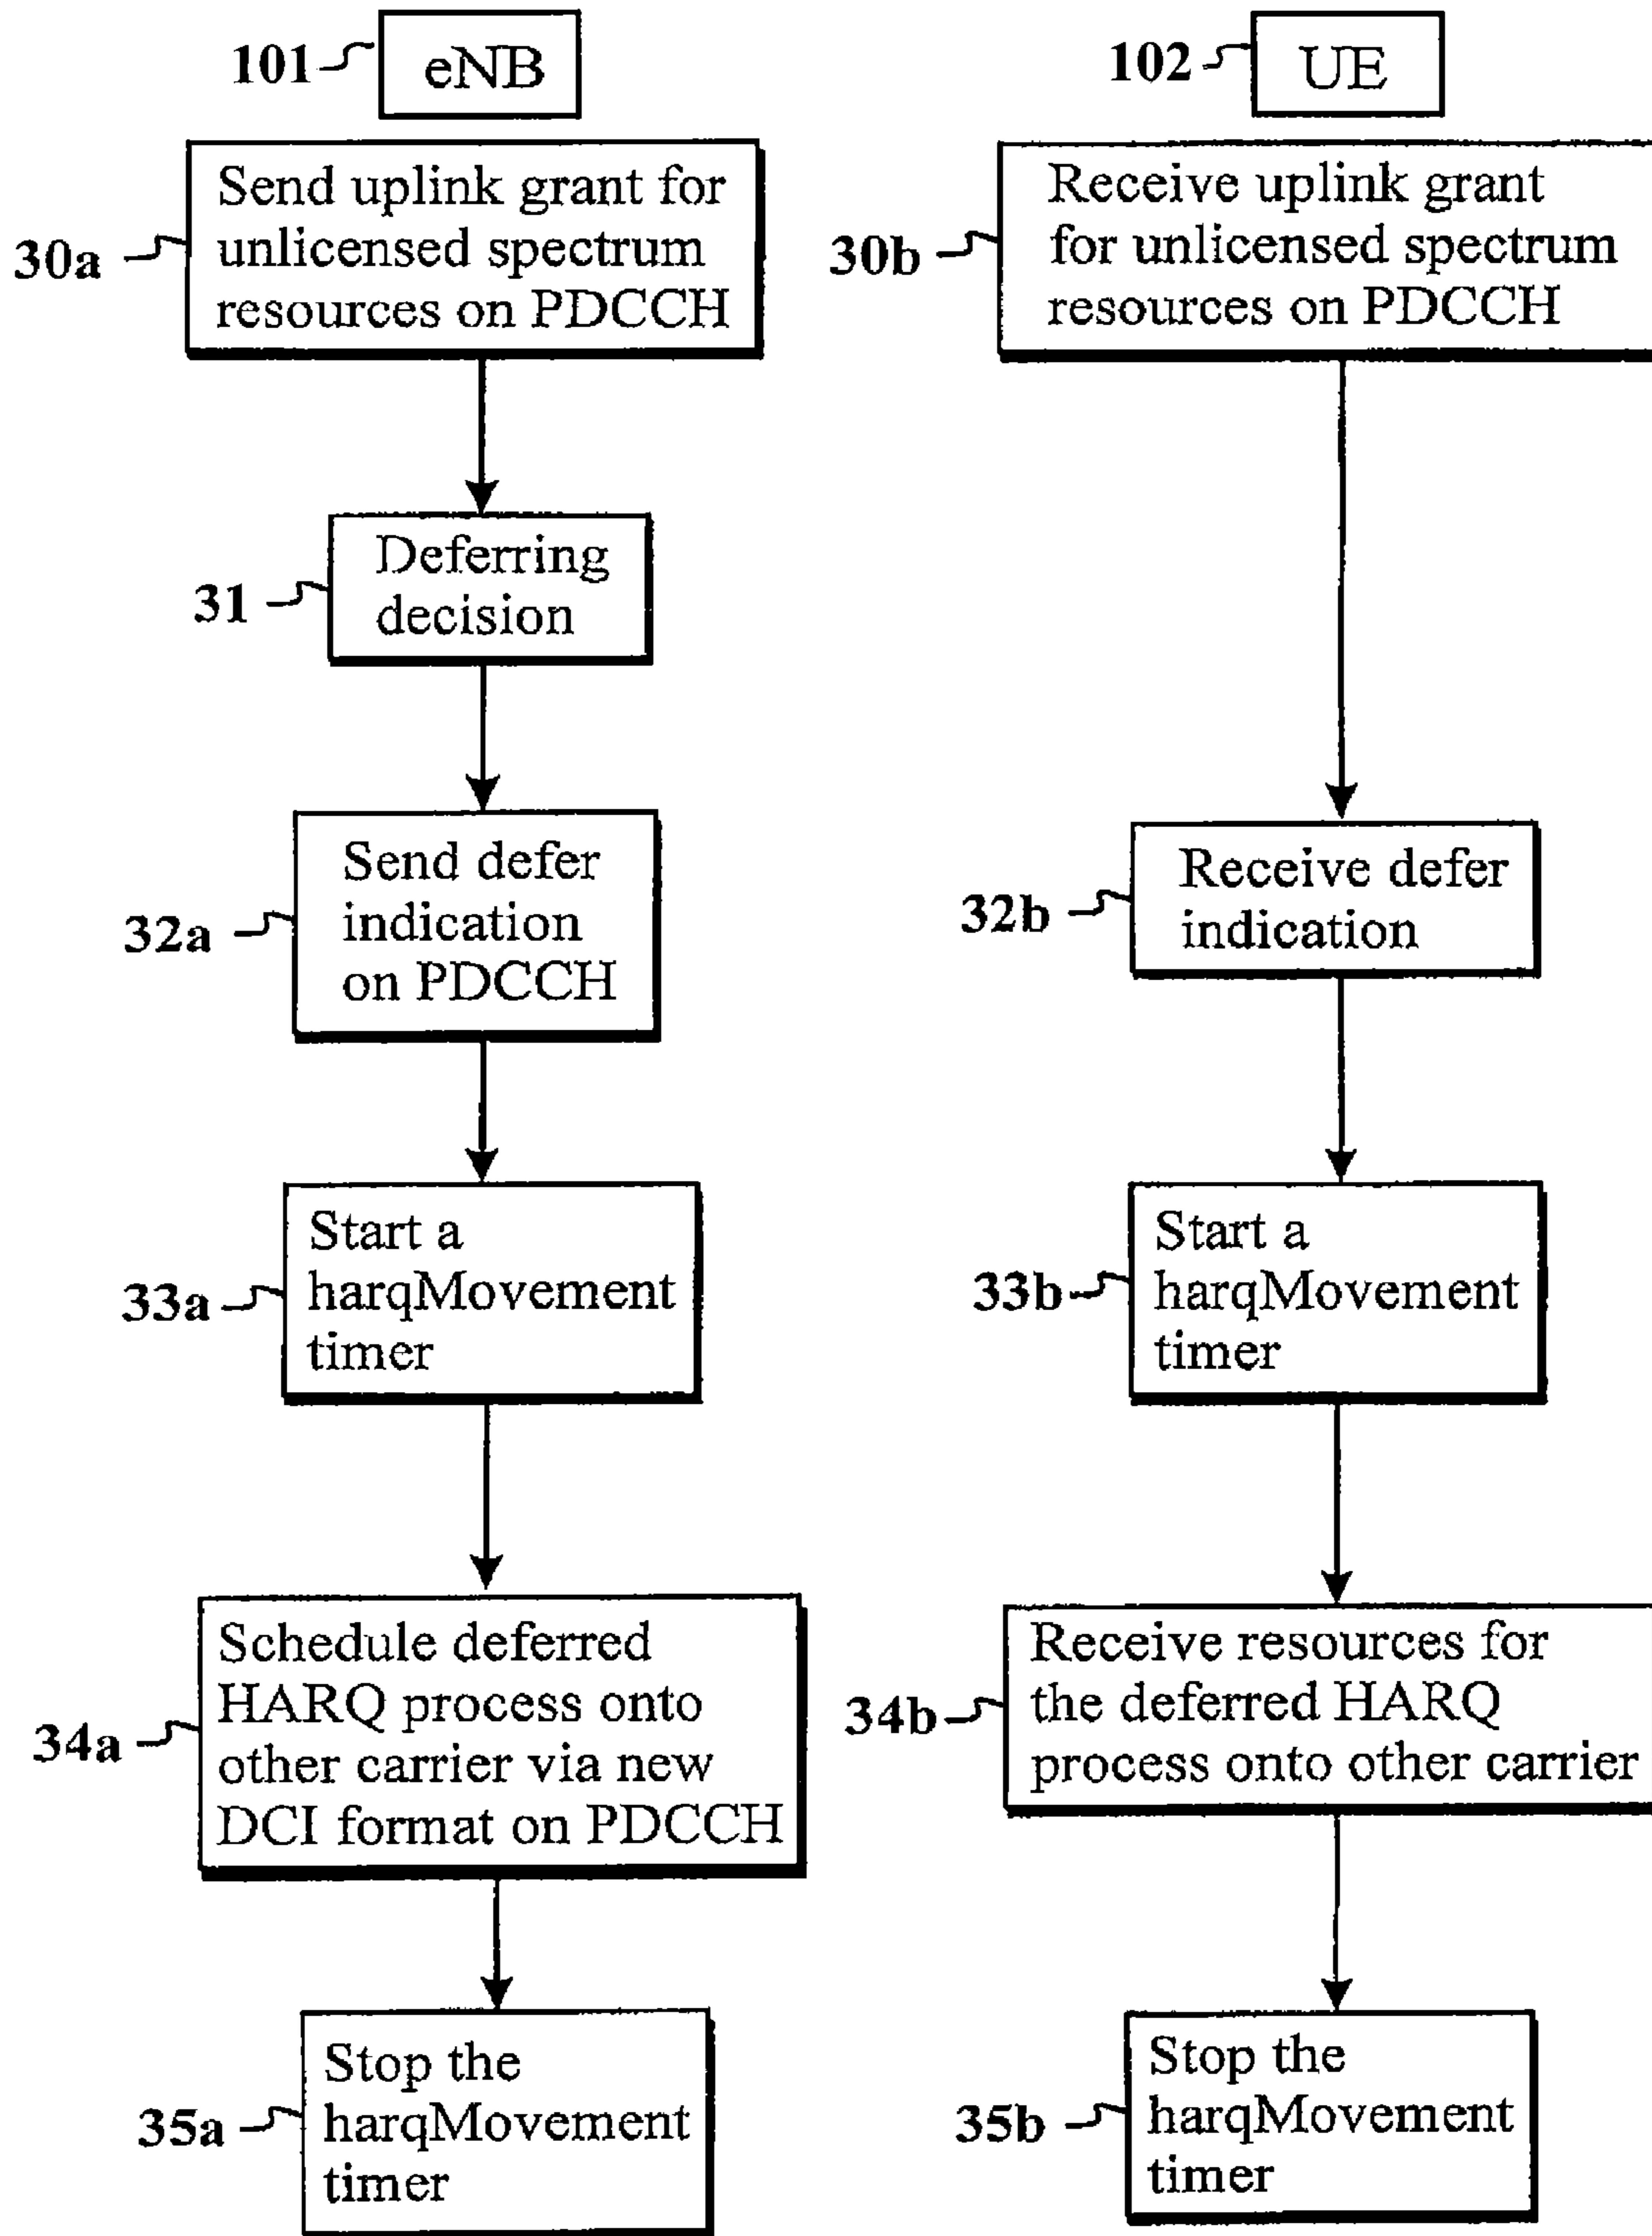 101
eNB
30a
Send uplink grant for
unlicensed spectrum
resources on PDCCH
31
Deferring
decision
32a
Send defer
indication
on PDCCH
33a
Start a
harqMovement
timer
34a
Schedule deferred
HARQ process onto
other carrier via new
DCI format on PDCCH
35a
Stop the
harqMovement
timer
102
UE
30b
Receive uplink grant
for unlicensed spectrum
resources on PDCCH
32b
Receive defer
indication
33b
Start a
harqMovement
timer
34b
Receive resources for
the deferred HARQ
process onto other carrier
35b
Stop the
harqMovement
timer